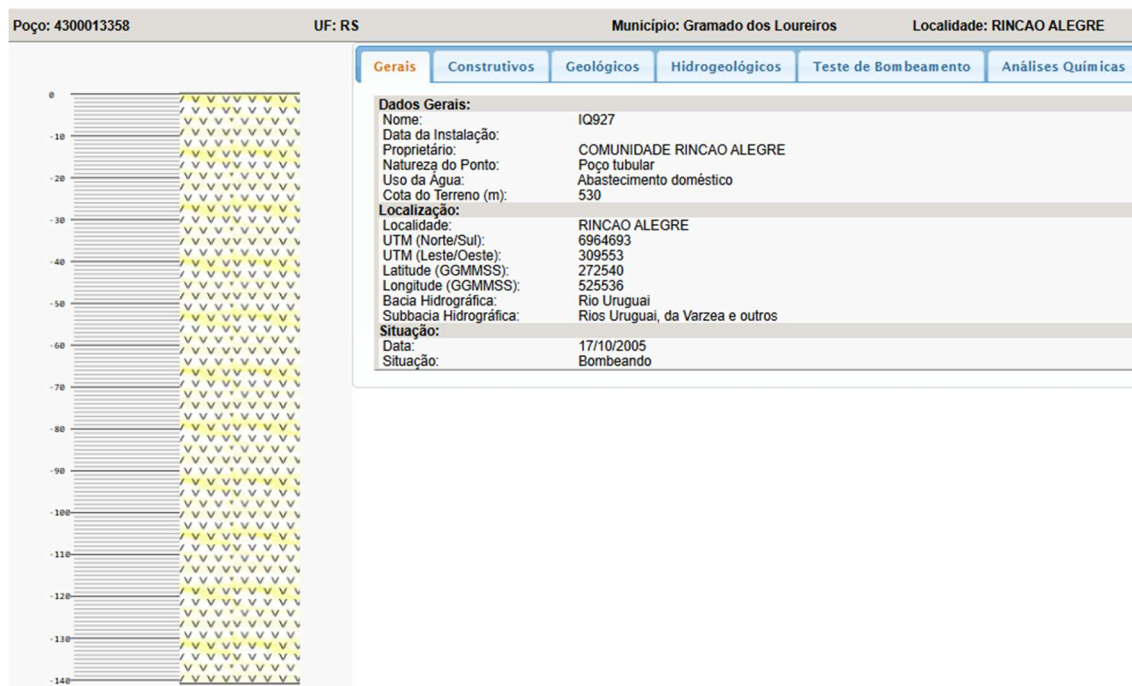 Poço: 4300013358 UF: RS Município: Gramado dos Loureiros Localidade: RINCAO ALEGRE
Gerais Construtivos Geológicos Hidrogeológicos Teste de Bombeamento Análises Químicas
Dados Gerais:
Nome: IQ927
Data da Instalação:
Proprietário: COMUNIDADE RINCAO ALEGRE
Natureza do Ponto: Poço tubular
Uso da Água: Abastecimento doméstico
Cota do Terreno (m): 530
Localização:
Localidade: RINCAO ALEGRE
UTM (Norte/Sul): 6964693
UTM (Leste/Oeste): 309553
Latitude (GGMMSS): 272540
Longitude (GGMMSS): 525536
Bacia Hidrográfica: Rio Uruguai
Subbacia Hidrográfica: Rios Uruguai, da Varzea e outros
Situação:
Data: 17/10/2005
Situação: Bombeando
0
-10
-20
-30
-40
-50
-60
-70
-80
-90
-100
-110
-120
-130
-140